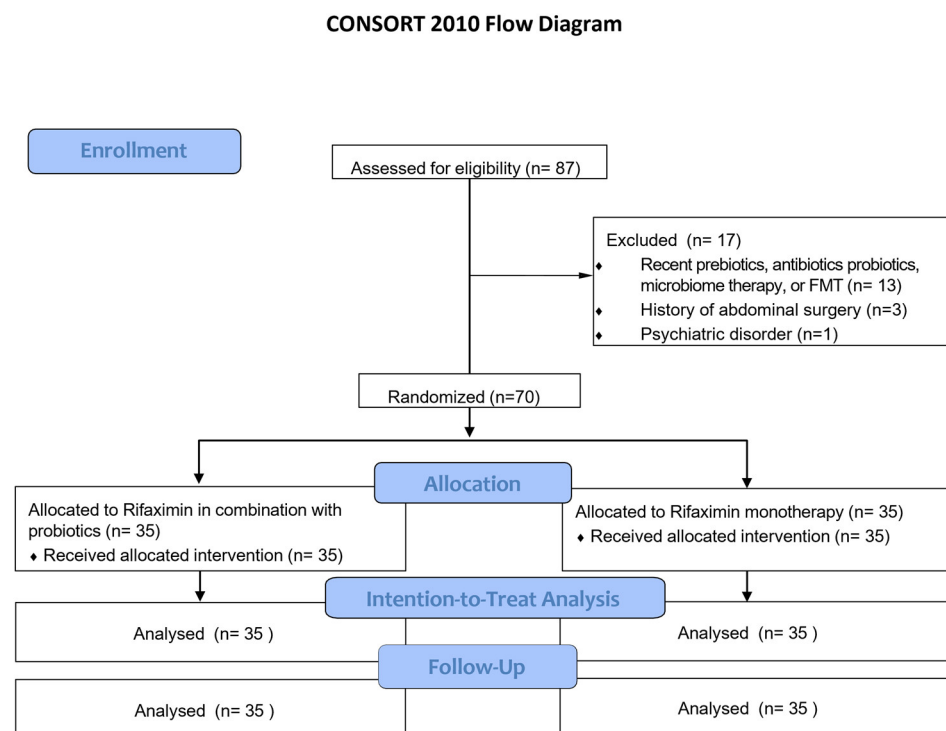 CONSORT 2010 Flow Diagram
Enrollment
Assessed for eligibility (n= 87)
Excluded (n= 17)
♦ Recent prebiotics, antibiotics probiotics,
microbiome therapy, or FMT (n= 13)
♦ History of abdominal surgery (n=3)
♦ Psychiatric disorder (n=1)
Randomized (n=70)
Allocation
Allocated to Rifaximin in combination with
probiotics (n= 35)
♦ Received allocated intervention (n= 35)
Allocated to Rifaximin monotherapy (n= 35)
♦ Received allocated intervention (n= 35)
Intention-to-Treat Analysis
Analysed (n= 35 )
Analysed (n= 35 )
Follow-Up
Analysed (n= 35 )
Analysed (n= 35 )